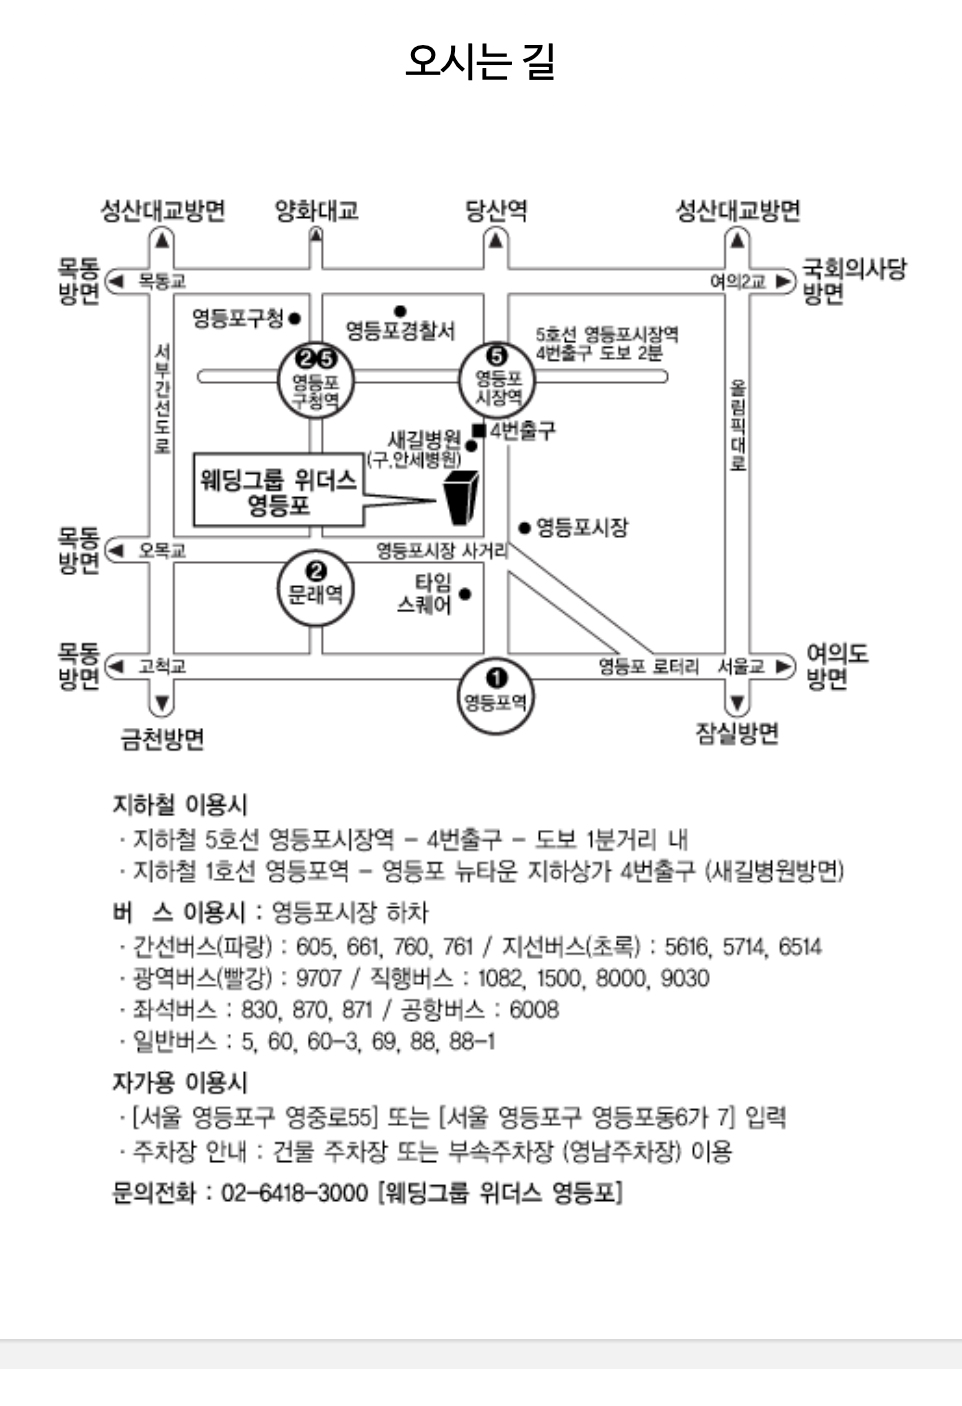 오시는 길
성산대교방면
양화대교
당산역
성산대교방면
목동
방면
목동교
여의2교
국회의사당
방면
영등포구청
영등포경찰서
5호선 영등포시장역
4번출구 도보 2분
서부간선도로
2 5
영등포
구청역
5
영등포
시장역
올림픽대로
4번출구
새길병원
(구.안세병원)
웨딩그룹 위더스
영등포
영등포시장
목동
방면
오목교
영등포시장 사거리
2
문래역
타임
스퀘어
목동
방면
고척교
영등포 로터리
서울교
여의도
방면
1
영등포역
금천방면
잠실방면
지하철 이용시
· 지하철 5호선 영등포시장역 - 4번출구 - 도보 1분거리 내
· 지하철 1호선 영등포역 - 영등포 뉴타운 지하상가 4번출구 (새길병원방면)
버 스 이용시 : 영등포시장 하차
· 간선버스(파랑) : 605, 661, 760, 761 / 지선버스(초록) : 5616, 5714, 6514
· 광역버스(빨강) : 9707 / 직행버스 : 1082, 1500, 8000, 9030
· 좌석버스 : 830, 870, 871 / 공항버스 : 6008
· 일반버스 : 5, 60, 60-3, 69, 88, 88-1
자가용 이용시
· [서울 영등포구 영중로55] 또는 [서울 영등포구 영등포동6가 7] 입력
· 주차장 안내 : 건물 주차장 또는 부속주차장 (영남주차장) 이용
문의전화 : 02-6418-3000 [웨딩그룹 위더스 영등포]